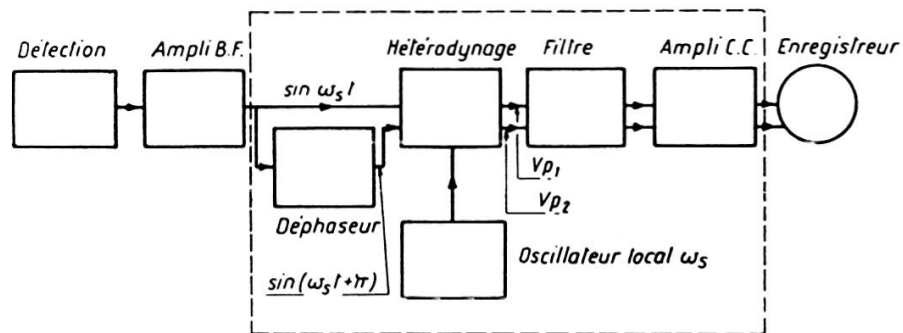 Détection
Ampli B.F.
Hétérodynage
Filtre
Ampli C.C.
Enregistreur
sin ωₛt
Vp₁
Vp₂
Déphaseur
Oscillateur local ωₛ
sin(ωₛt+π)